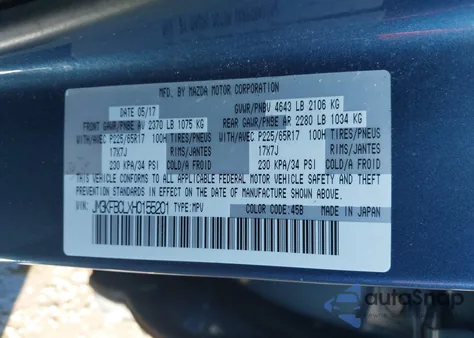 MFD. BY MAZDA MOTOR CORPORATION
DATE 05/17 GVWR/PNBV 4643 LB 2106 KG
FRONT GAWR/PNBE AV 2370 LB 1075 KG REAR GAWR/PNBE AR 2280 LB 1034 KG
WITH/AVEC P225/65R17 100H TIRES/PNEUS WITH/AVEC P225/65R17 100H TIRES/PNEUS
17X7J RIMS/JANTES 17X7J RIMS/JANTES
230 KPA/34 PSI COLD/A FROID 230 KPA/34 PSI COLD/A FROID
THIS VEHICLE CONFORMS TO ALL APPLICABLE FEDERAL MOTOR VEHICLE SAFETY AND THEFT
PREVENTION STANDARDS IN EFFECT ON THE DATE OF MANUFACTURE SHOWN ABOVE.
VIN: JM3KFBCLXH0155201 TYPE:MPV COLOR CODE:45B MADE IN JAPAN
autosnap